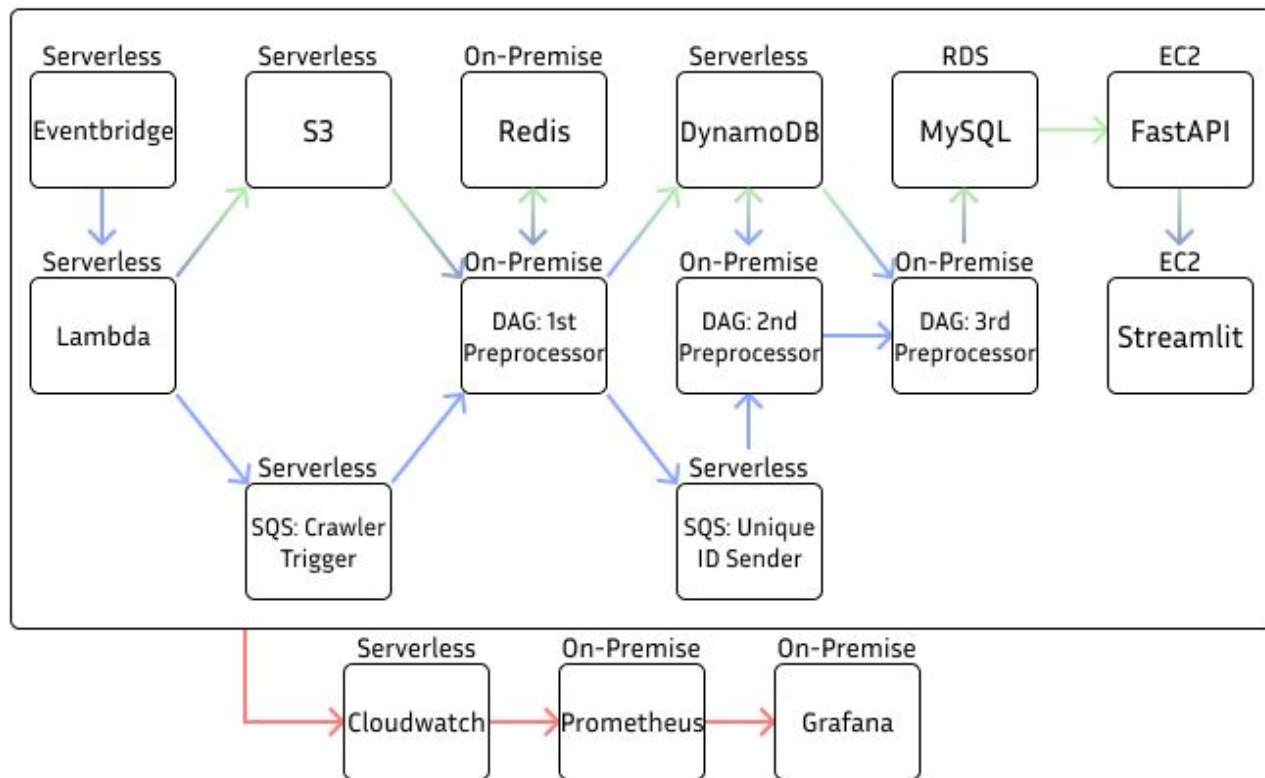 Serverless
Eventbridge
Serverless
S3
On-Premise
Redis
Serverless
DynamoDB
RDS
MySQL
EC2
FastAPI
Serverless
Lambda
On-Premise
DAG: 1st
Preprocessor
On-Premise
DAG: 2nd
Preprocessor
On-Premise
DAG: 3rd
Preprocessor
EC2
Streamlit
Serverless
SQS: Crawler
Trigger
Serverless
SQS: Unique
ID Sender
Serverless
Cloudwatch
On-Premise
Prometheus
On-Premise
Grafana